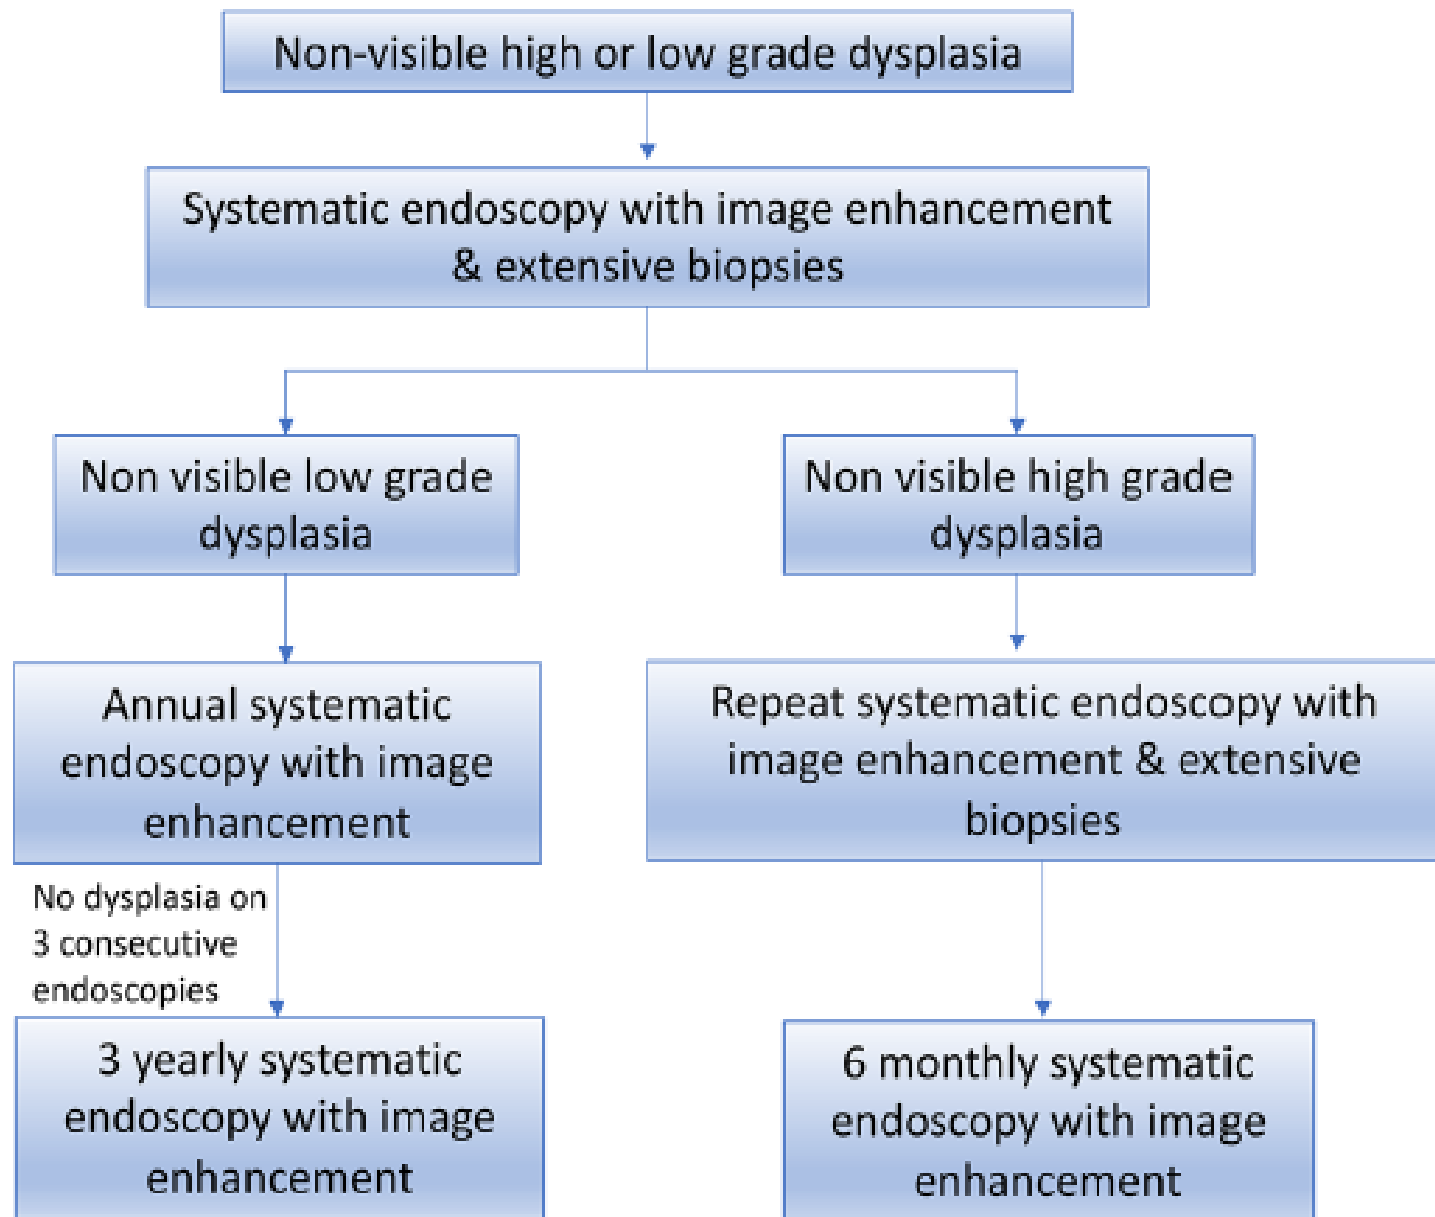 Non-visible high or low grade dysplasia
Systematic endoscopy with image enhancement
& extensive biopsies
Non visible low grade
dysplasia
Non visible high grade
dysplasia
Annual systematic
endoscopy with image
enhancement
Repeat systematic endoscopy with
image enhancement & extensive
biopsies
No dysplasia on
3 consecutive
endoscopies
3 yearly systematic
endoscopy with image
enhancement
6 monthly systematic
endoscopy with image
enhancement